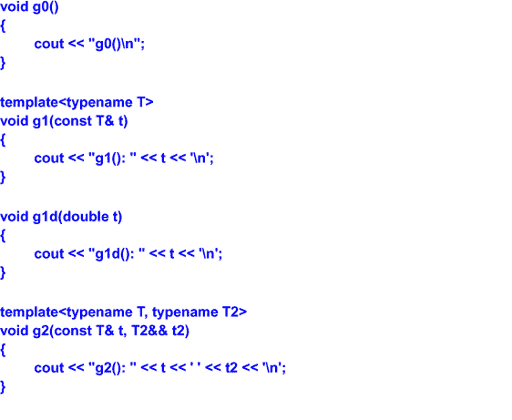 void g0()
{
cout << "g0()\n";
}
template<typename T>
void g1(const T& t)
{
cout << "g1(): " << t << '\n';
}
void g1d(double t)
{
cout << "g1d(): " << t << '\n';
}
template<typename T, typename T2>
void g2(const T& t, T2&& t2)
{
cout << "g2(): " << t << ' ' << t2 << '\n';
}